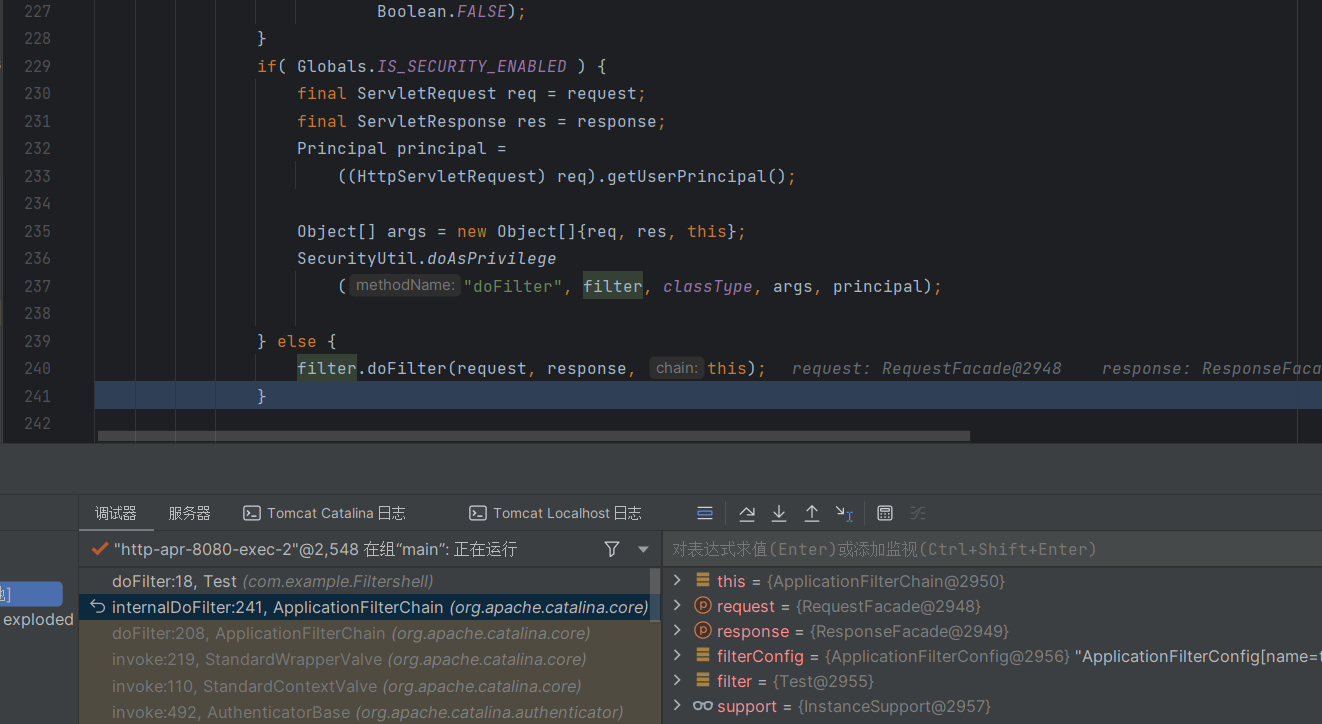 227 Boolean.FALSE);
228 }
229 if( Globals.IS_SECURITY_ENABLED ) {
230 final ServletRequest req = request;
231 final ServletResponse res = response;
232 Principal principal =
233 ((HttpServletRequest) req).getUserPrincipal();
234
235 Object[] args = new Object[]{req, res, this};
236 SecurityUtil.doAsPrivilege
237 ( methodName: "doFilter", filter, classType, args, principal);
238
239 } else {
240 filter.doFilter(request, response, chain: this); request: RequestFacade@2948 response: ResponseFaca
241 }
242
调试器 服务器 Tomcat Catalina 日志 Tomcat Localhost 日志
"http-apr-8080-exec-2"@2,548 在组“main”: 正在运行
对表达式求值(Enter)或添加监视(Ctrl+Shift+Enter)
]
exploded
doFilter:18, Test (com.example.Filtershell)
internalDoFilter:241, ApplicationFilterChain (org.apache.catalina.core)
doFilter:208, ApplicationFilterChain (org.apache.catalina.core)
invoke:219, StandardWrapperValve (org.apache.catalina.core)
invoke:110, StandardContextValve (org.apache.catalina.core)
invoke:492, AuthenticatorBase (org.apache.catalina.authenticator)
this = {ApplicationFilterChain@2950}
request = {RequestFacade@2948}
response = {ResponseFacade@2949}
filterConfig = {ApplicationFilterConfig@2956} "ApplicationFilterConfig[name=t
filter = {Test@2955}
support = {InstanceSupport@2957}